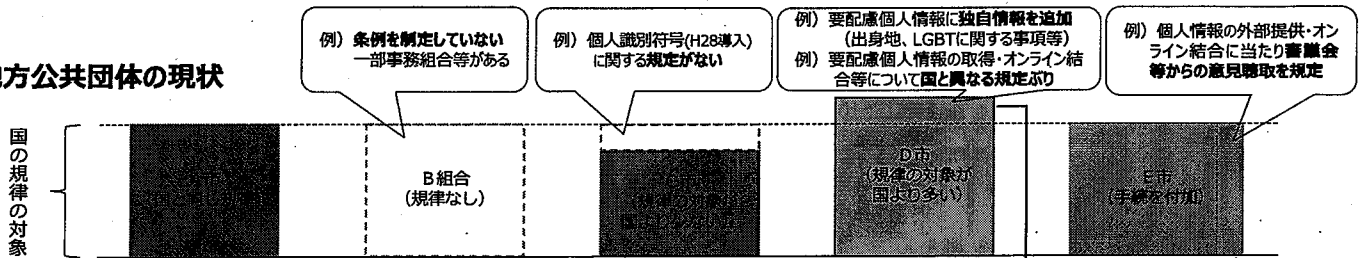 例）条例を制定していない
一部事務組合等がある
例）個人識別符号(H28導入)
に関する規定がない
例）要配慮個人情報に独自情報を追加
（出身地、LGBTに関する事項等）
例）要配慮個人情報の取得・オンライン結
合等について国と異なる規定ぶり
例）個人情報の外部提供・オン
ライン結合に当たり審議会
等からの意見聴取を規定
方公共団体の現状
国の規律の対象
B組合
（規律なし）
D市
（規律の対象が
国より多い）
E市
（手続を付加）